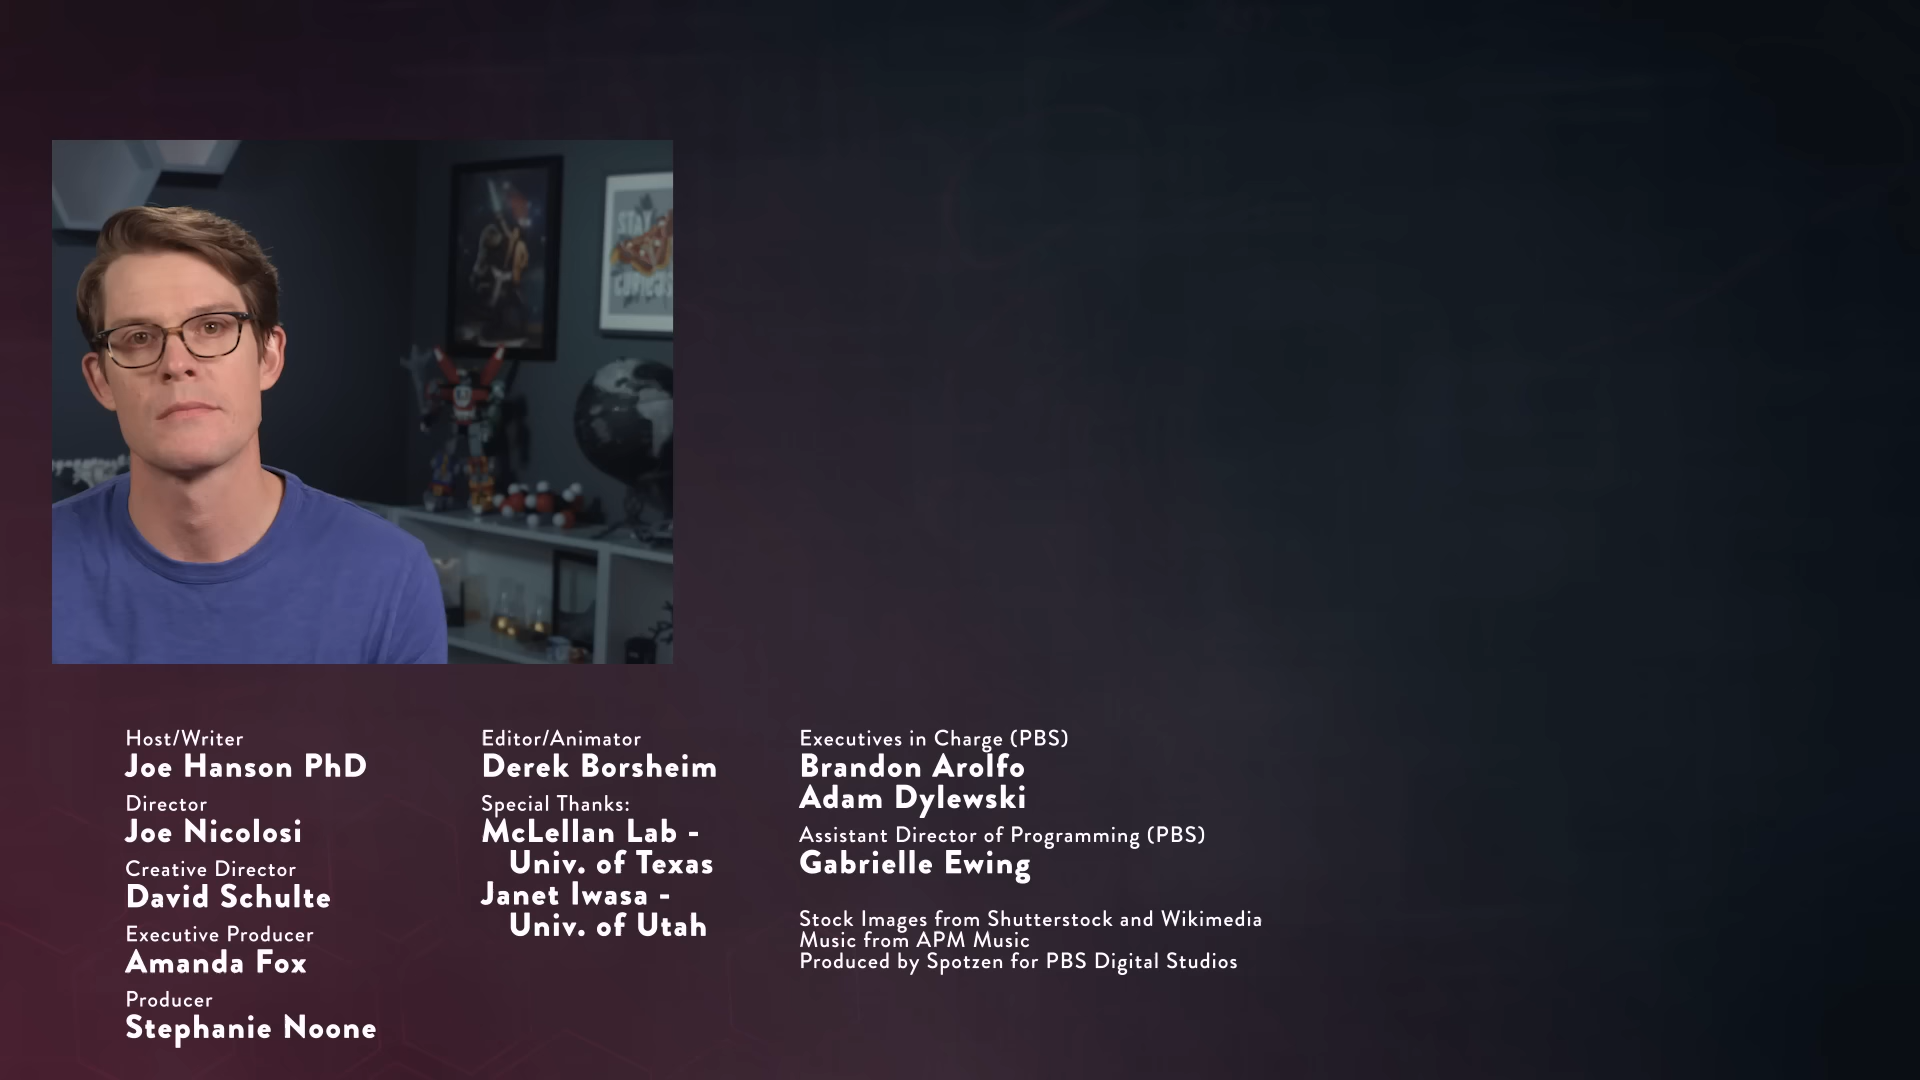 STAY
CURIOUS
Host/Writer
Joe Hanson PhD
Director
Joe Nicolosi
Creative Director
David Schulte
Executive Producer
Amanda Fox
Producer
Stephanie Noone
Editor/Animator
Derek Borsheim
Special Thanks:
McLellan Lab -
Univ. of Texas
Janet Iwasa -
Univ. of Utah
Executives in Charge (PBS)
Brandon Arolfo
Adam Dylewski
Assistant Director of Programming (PBS)
Gabrielle Ewing
Stock Images from Shutterstock and Wikimedia
Music from APM Music
Produced by Spotzen for PBS Digital Studios